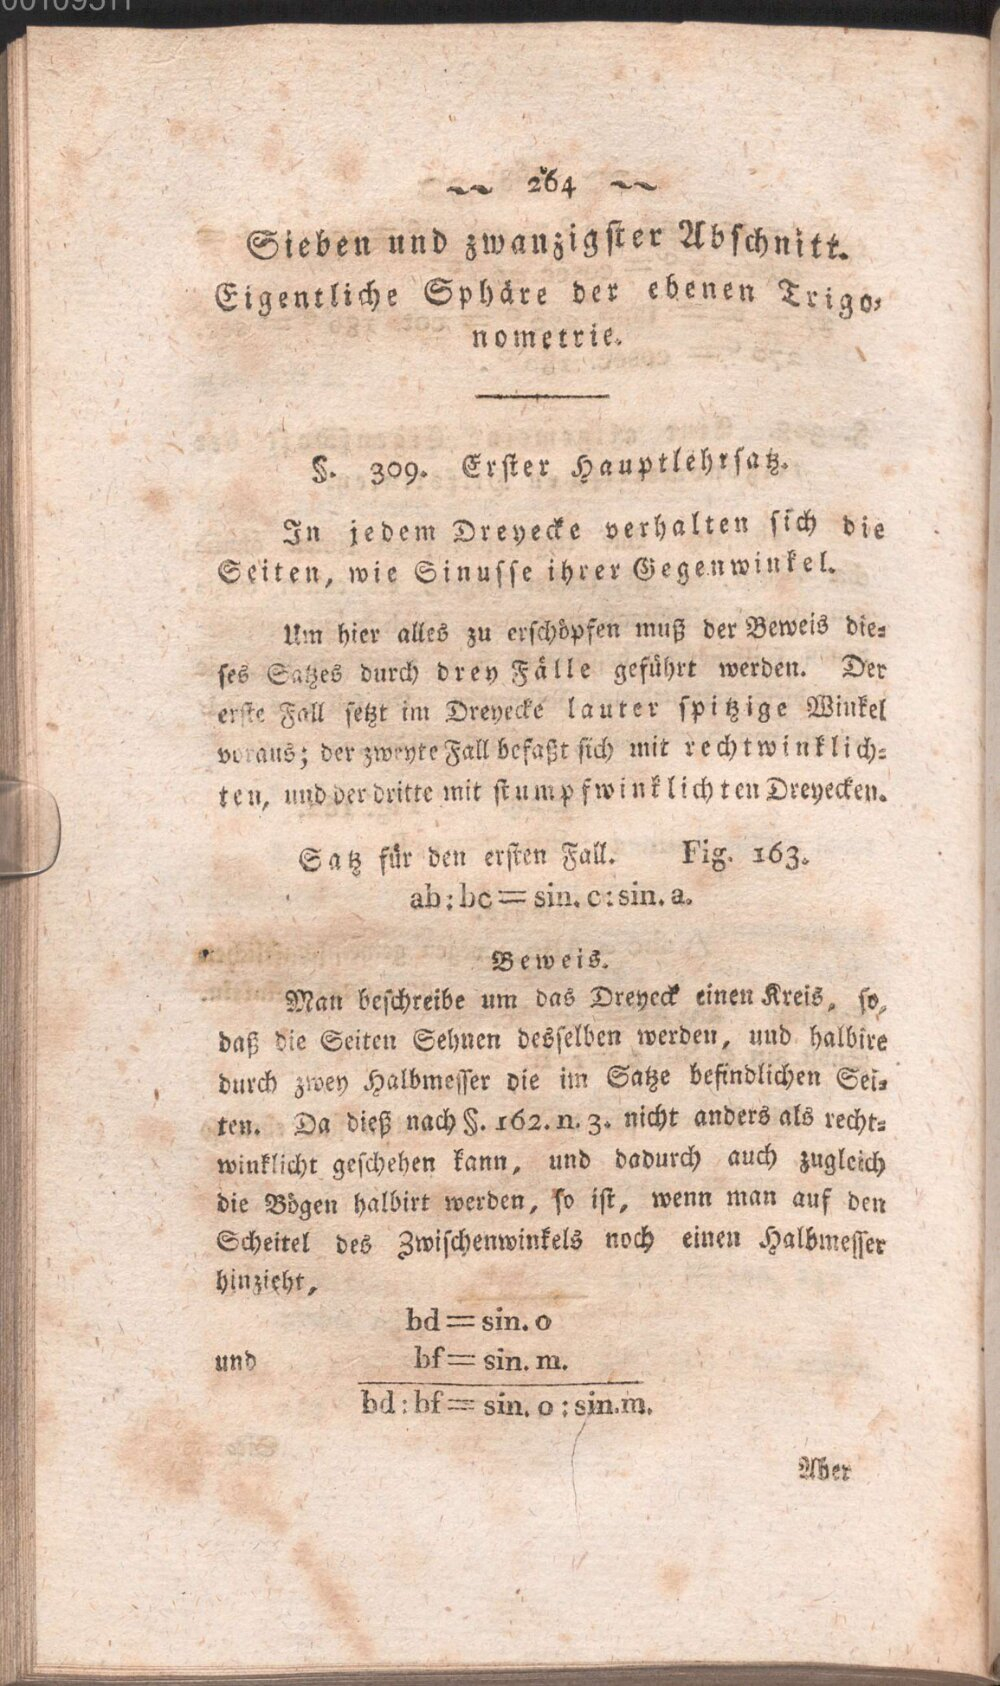 264
Sieben und zwanzigster Abschnitt.
Eigentliche Sphäre der ebenen Trigo-
nometrie.
§. 309. Erster Hauptlehrsatz.
In jedem Dreyecke verhalten sich die
Seiten, wie Sinusse ihrer Gegenwinkel.
Um hier alles zu erschöpfen muß der Beweis die-
ses Satzes durch drey Fälle geführt werden. Der
erste Fall setzt im Dreyecke lauter spitzige Winkel
voraus; der zweyte Fall befaßt sich mit rechtwinklich-
ten, und der dritte mit stumpfwinklichten Dreyecken.
Satz für den ersten Fall. Fig. 163.
ab:bc=sin. c:sin. a.
Beweis.
Man beschreibe um das Dreyeck einen Kreis, so,
daß die Seiten Sehnen desselben werden, und halbire
durch zwey Halbmesser die im Satze befindlichen Sei-
ten. Da dieß nach §. 162. n. 3. nicht anders als recht-
winklicht geschehen kann, und dadurch auch zugleich
die Bögen halbirt werden, so ist, wenn man auf den
Scheitel des Zwischenwinkels noch einen Halbmesser
hinzieht,
bd=sin. o
und bf=sin. m.
bd:bf=sin. o:sin.m.
Aber